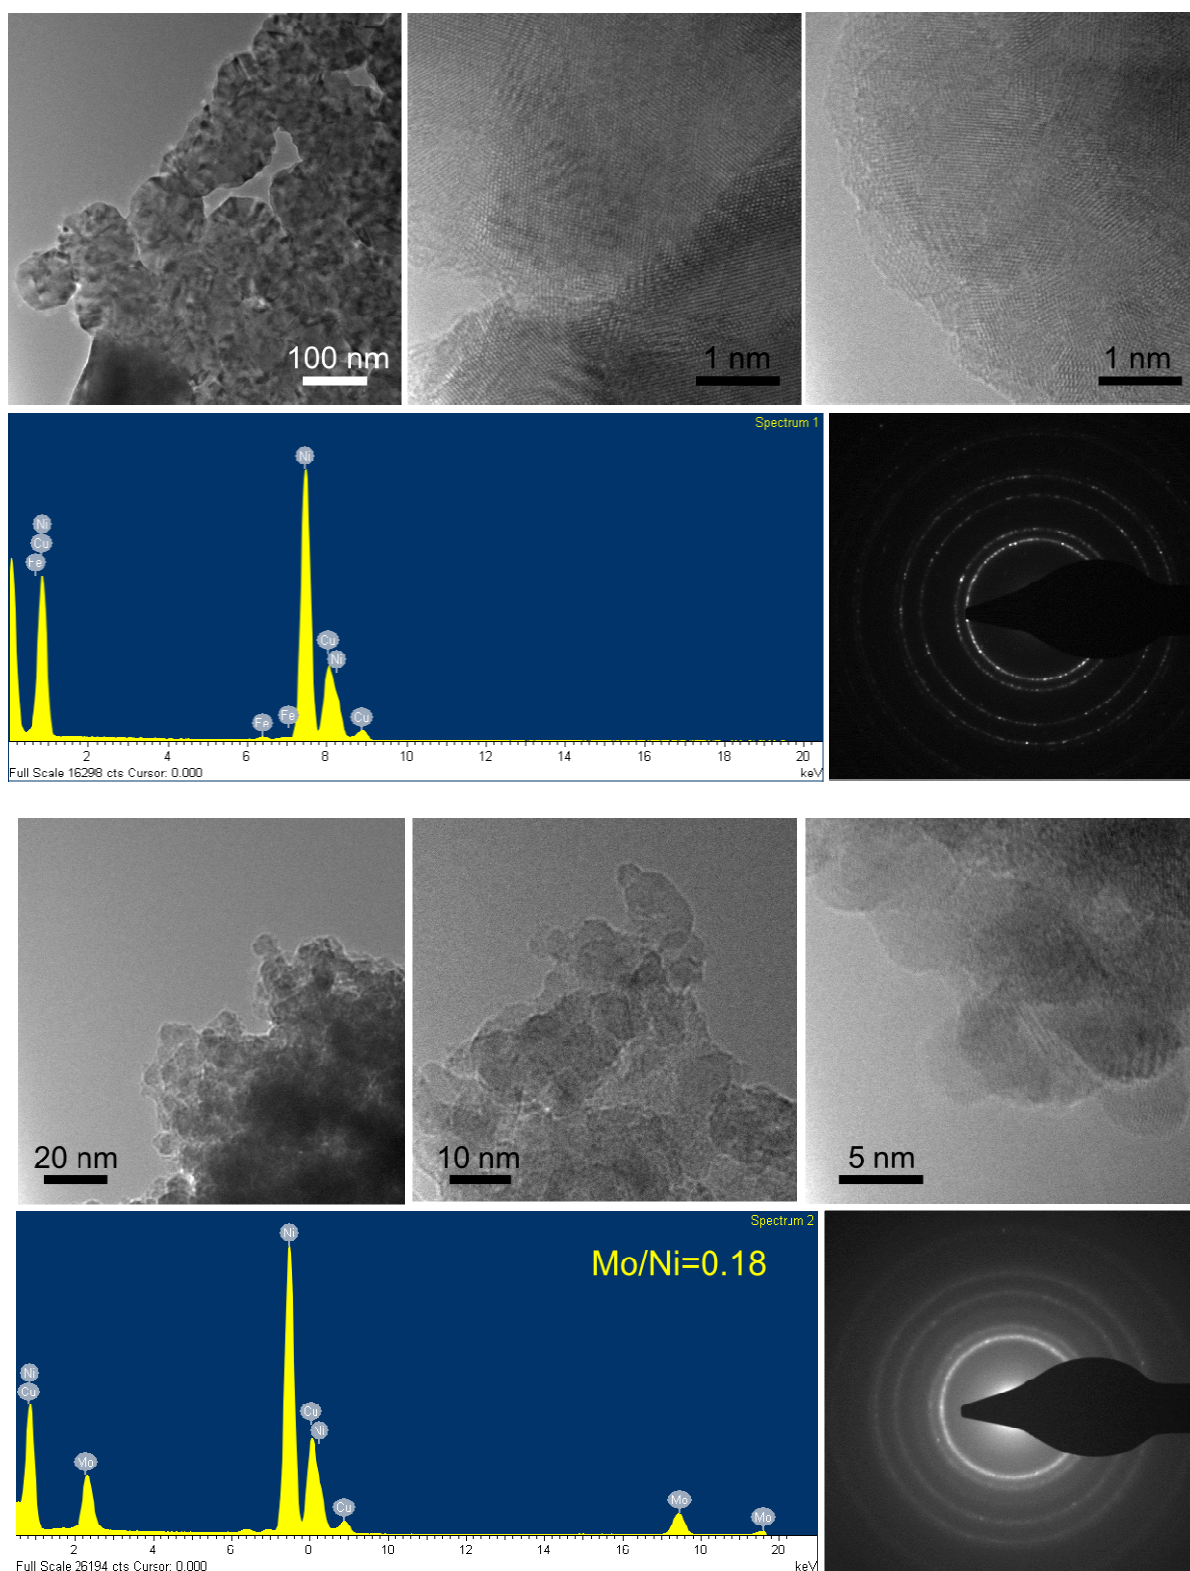 100 nm
1 nm
1 nm
Spectrum 1
Ni
Ni
Cu
Fe
Cu
Ni
Fe
Fe
Cu
2 4 6 8 10 12 14 16 18 20
Full Scale 16298 cts Cursor: 0.000 keV
20 nm
10 nm
5 nm
Spectrum 2
Mo/Ni=0.18
Ni
Ni
Cu
Cu
Ni
Mo
Cu
Mo
Mo
2 4 6 8 10 12 14 16 18 20
Full Scale 26194 cts Cursor: 0.000 keV